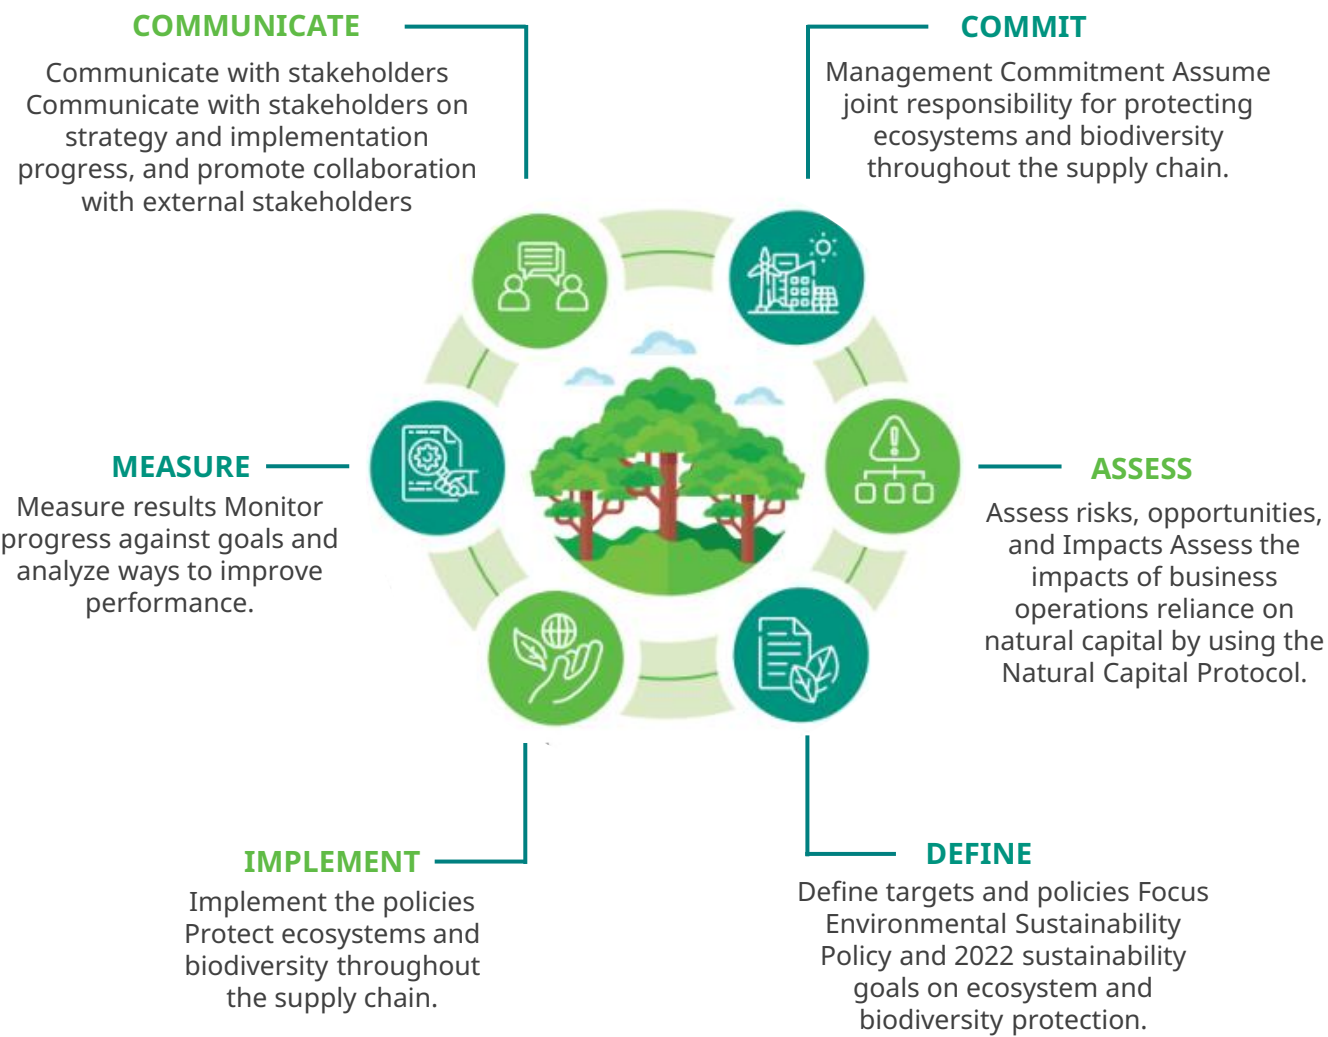 COMMUNICATE
Communicate with stakeholders
Communicate with stakeholders on
strategy and implementation
progress, and promote collaboration
with external stakeholders
COMMIT
Management Commitment Assume
joint responsibility for protecting
ecosystems and biodiversity
throughout the supply chain.
MEASURE
Measure results Monitor
progress against goals and
analyze ways to improve
performance.
ASSESS
Assess risks, opportunities,
and Impacts Assess the
impacts of business
operations reliance on
natural capital by using the
Natural Capital Protocol.
IMPLEMENT
Implement the policies
Protect ecosystems and
biodiversity throughout
the supply chain.
DEFINE
Define targets and policies Focus
Environmental Sustainability
Policy and 2022 sustainability
goals on ecosystem and
biodiversity protection.